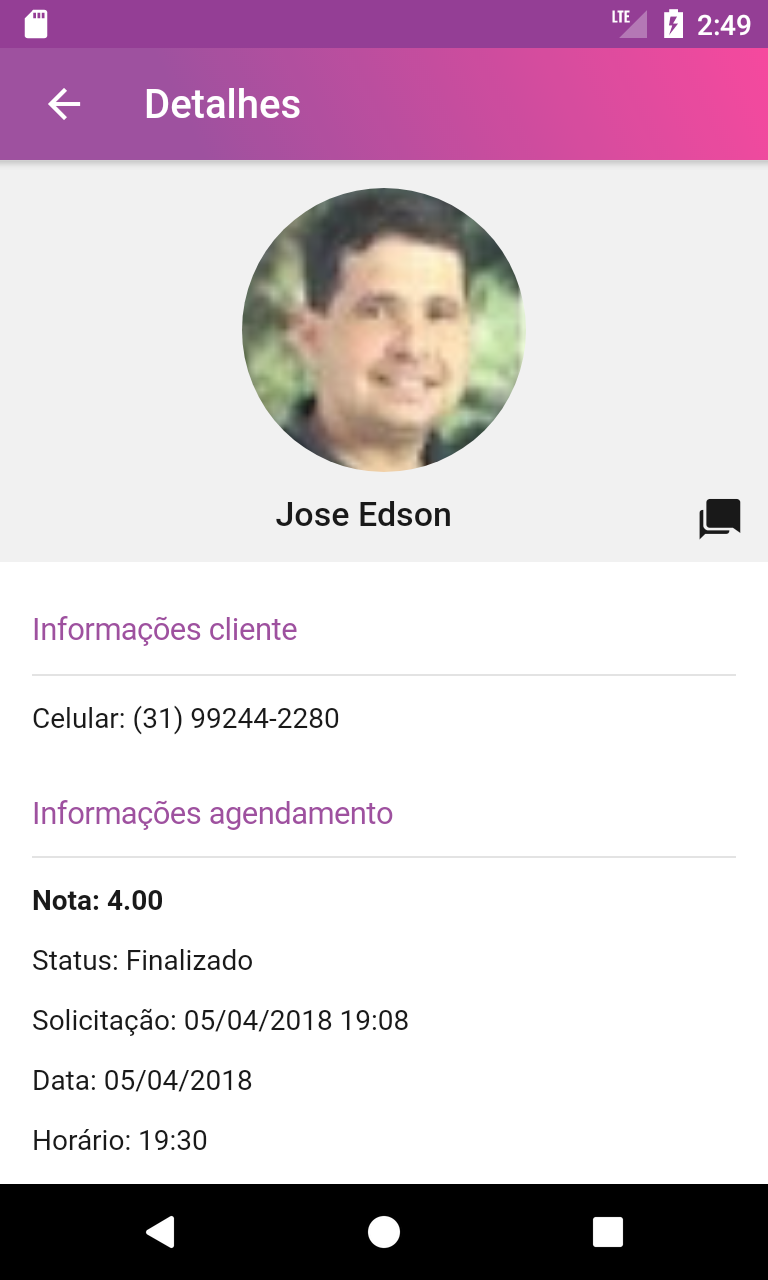 LTE 2:49
Detalhes
Jose Edson
Informações cliente
Celular: (31) 99244-2280
Informações agendamento
Nota: 4.00
Status: Finalizado
Solicitação: 05/04/2018 19:08
Data: 05/04/2018
Horário: 19:30